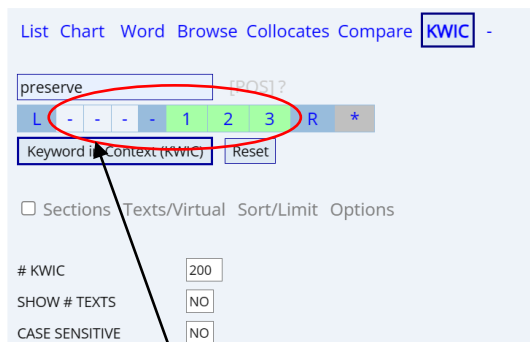 List Chart Word Browse Collocates Compare KWIC -
preserve [POS] ?
L - - - - 1 2 3 R *
Keyword in Context (KWIC) Reset
Sections Texts/Virtual Sort/Limit Options
# KWIC 200
SHOW # TEXTS NO
CASE SENSITIVE NO